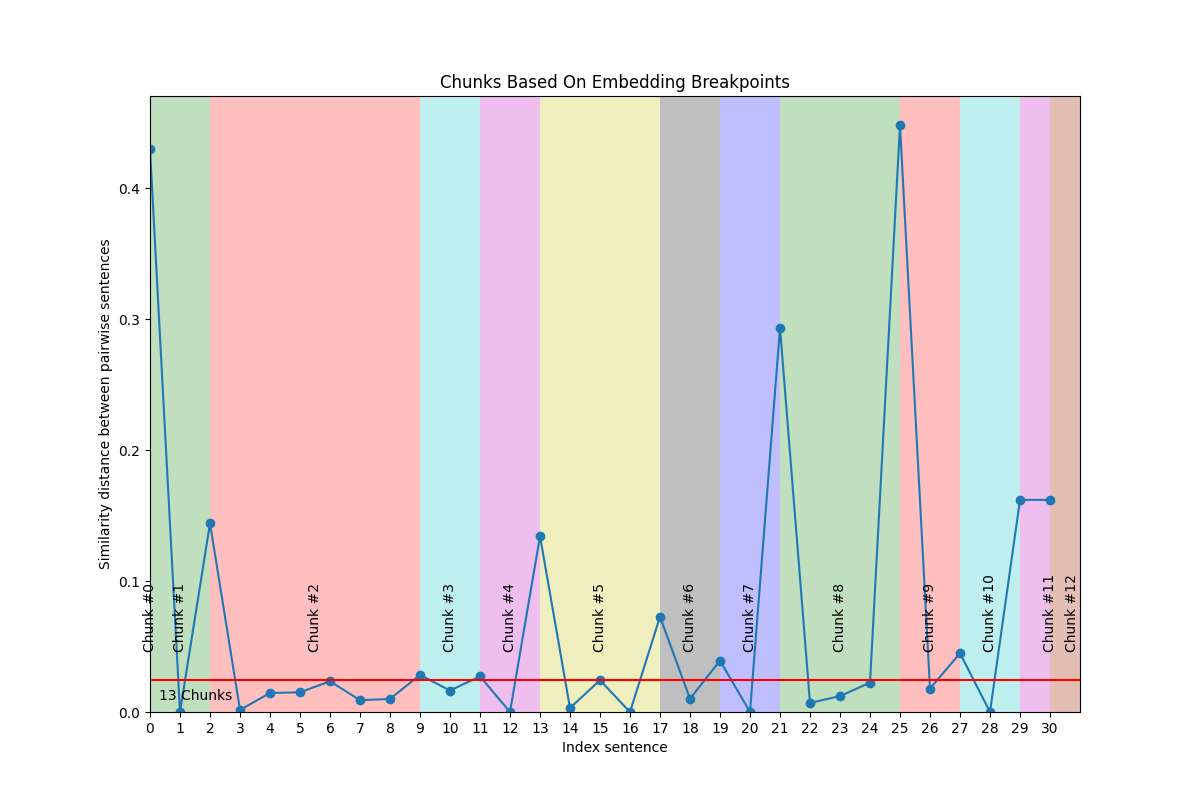 Chunks Based On Embedding Breakpoints
Similarity distance between pairwise sentences
0.4
0.3
0.2
0.1
0.0
Chunk #0
Chunk #1
Chunk #2
Chunk #3
Chunk #4
Chunk #5
Chunk #6
Chunk #7
Chunk #8
Chunk #9
Chunk #10
Chunk #11
Chunk #12
13 Chunks
0 1 2 3 4 5 6 7 8 9 10 11 12 13 14 15 16 17 18 19 20 21 22 23 24 25 26 27 28 29 30
Index sentence